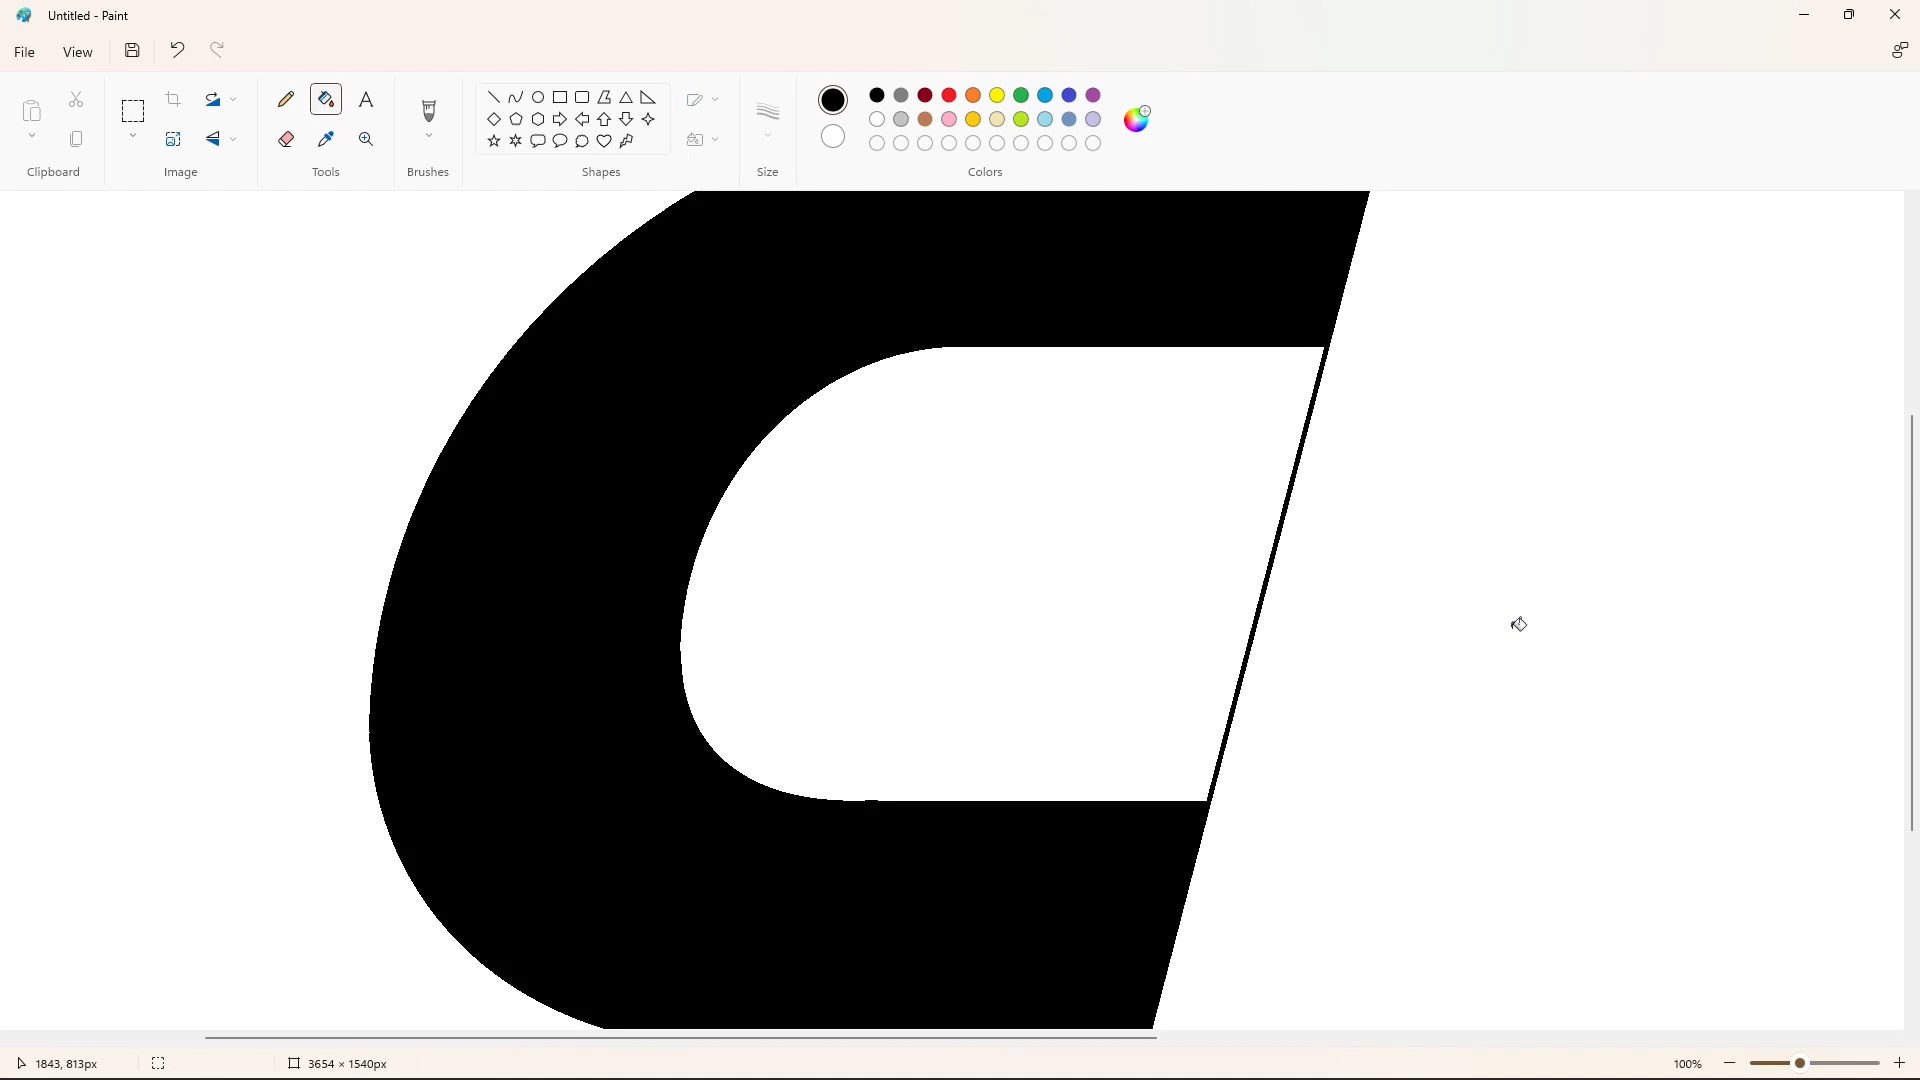 Untitled - Paint
File View
Clipboard Image Tools Brushes Shapes Size Colors
1843, 813px 3654 × 1540px 100%